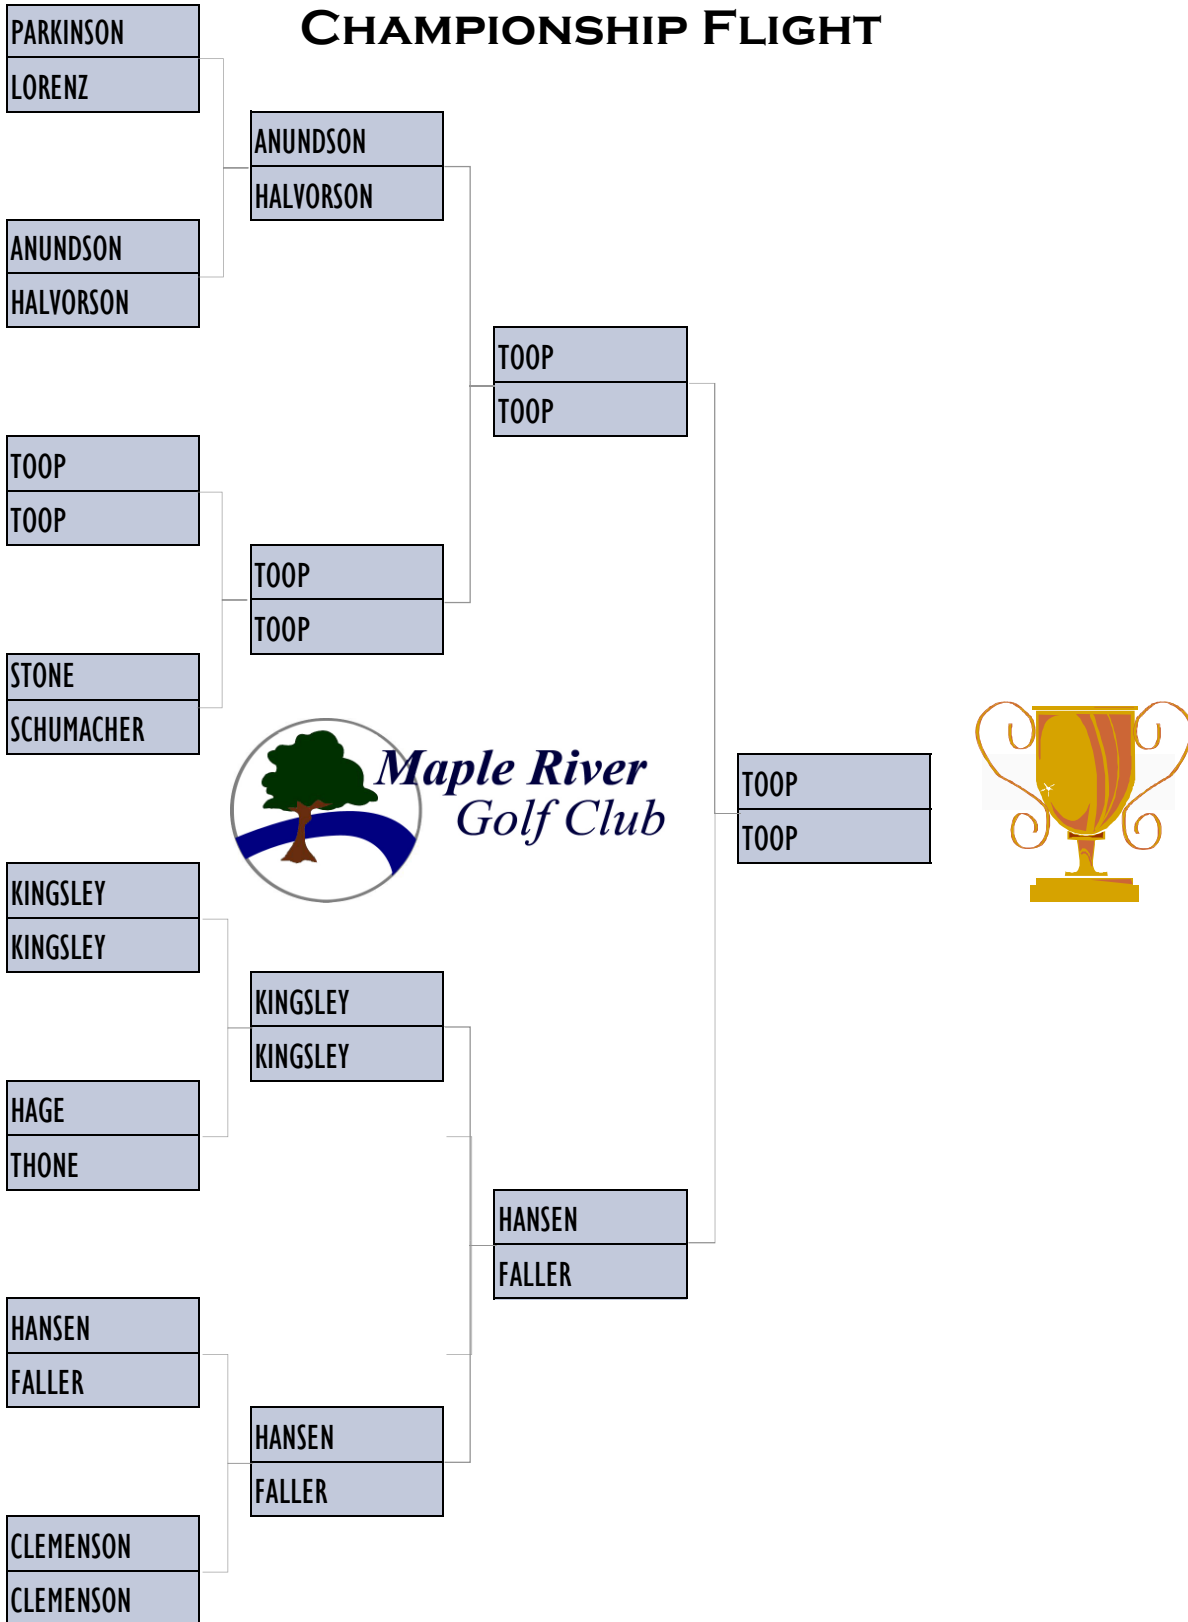 CHAMPIONSHIP FLIGHT
PARKINSON
LORENZ
ANUNDSON
HALVORSON
ANUNDSON
HALVORSON
TOOP
TOOP
TOOP
TOOP
TOOP
TOOP
STONE
SCHUMACHER
Maple River
Golf Club
TOOP
TOOP
KINGSLEY
KINGSLEY
KINGSLEY
KINGSLEY
HAGE
THONE
HANSEN
FALLER
HANSEN
FALLER
HANSEN
FALLER
CLEMENSON
CLEMENSON